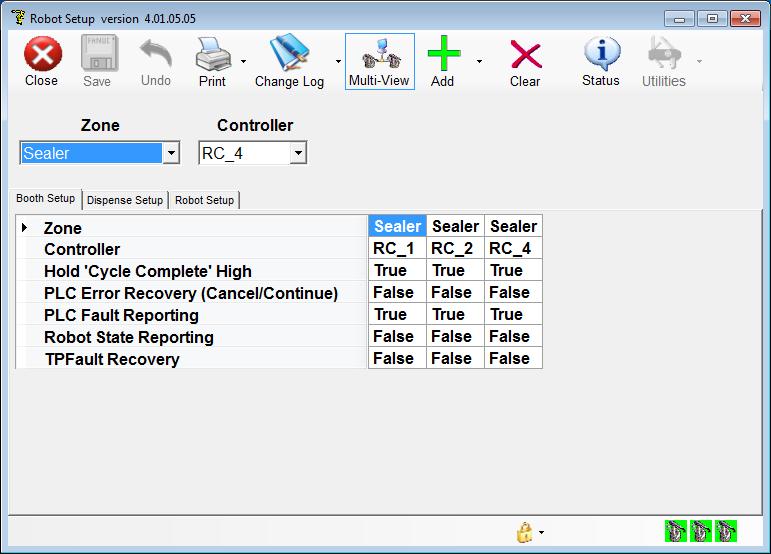 Robot Setup version 4.01.05.05
FANUC
Close Save Undo Print Change Log Multi-View Add Clear Status Utilities
Zone Controller
Sealer RC_4
Booth Setup Dispense Setup Robot Setup
Zone Sealer Sealer Sealer
Controller RC_1 RC_2 RC_4
Hold 'Cycle Complete' High True True True
PLC Error Recovery (Cancel/Continue) False False False
PLC Fault Reporting True True True
Robot State Reporting False False False
TPFault Recovery False False False